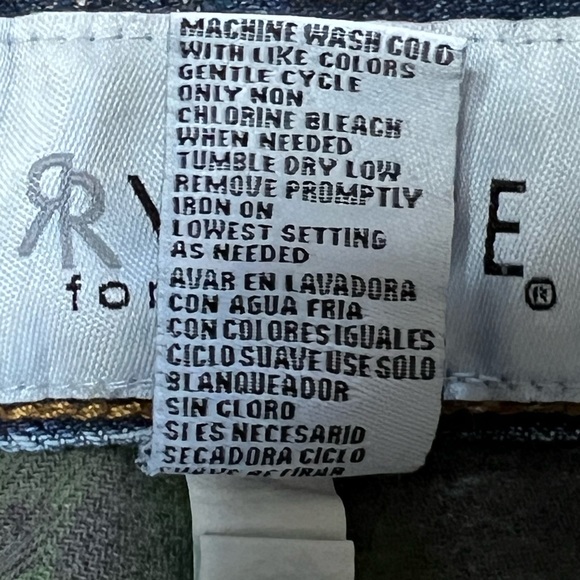 MACHINE WASH COLD
WITH LIKE COLORS
GENTLE CYCLE
ONLY NON
CHLORINE BLEACH
WHEN NEEDED
TUMBLE DRY LOW
REMOVE PROMPTLY
IRON ON
LOWEST SETTING
AS NEEDED
AVAR EN LAVADORA
CON AGUA FRIA
CON COLORES IGUALES
CICLO SUAVE USE SOLO
BLANQUEADOR
SIN CLORO
SI ES NECESARIO
SECADORA CICLO
SUAVE RETIRAR
E®